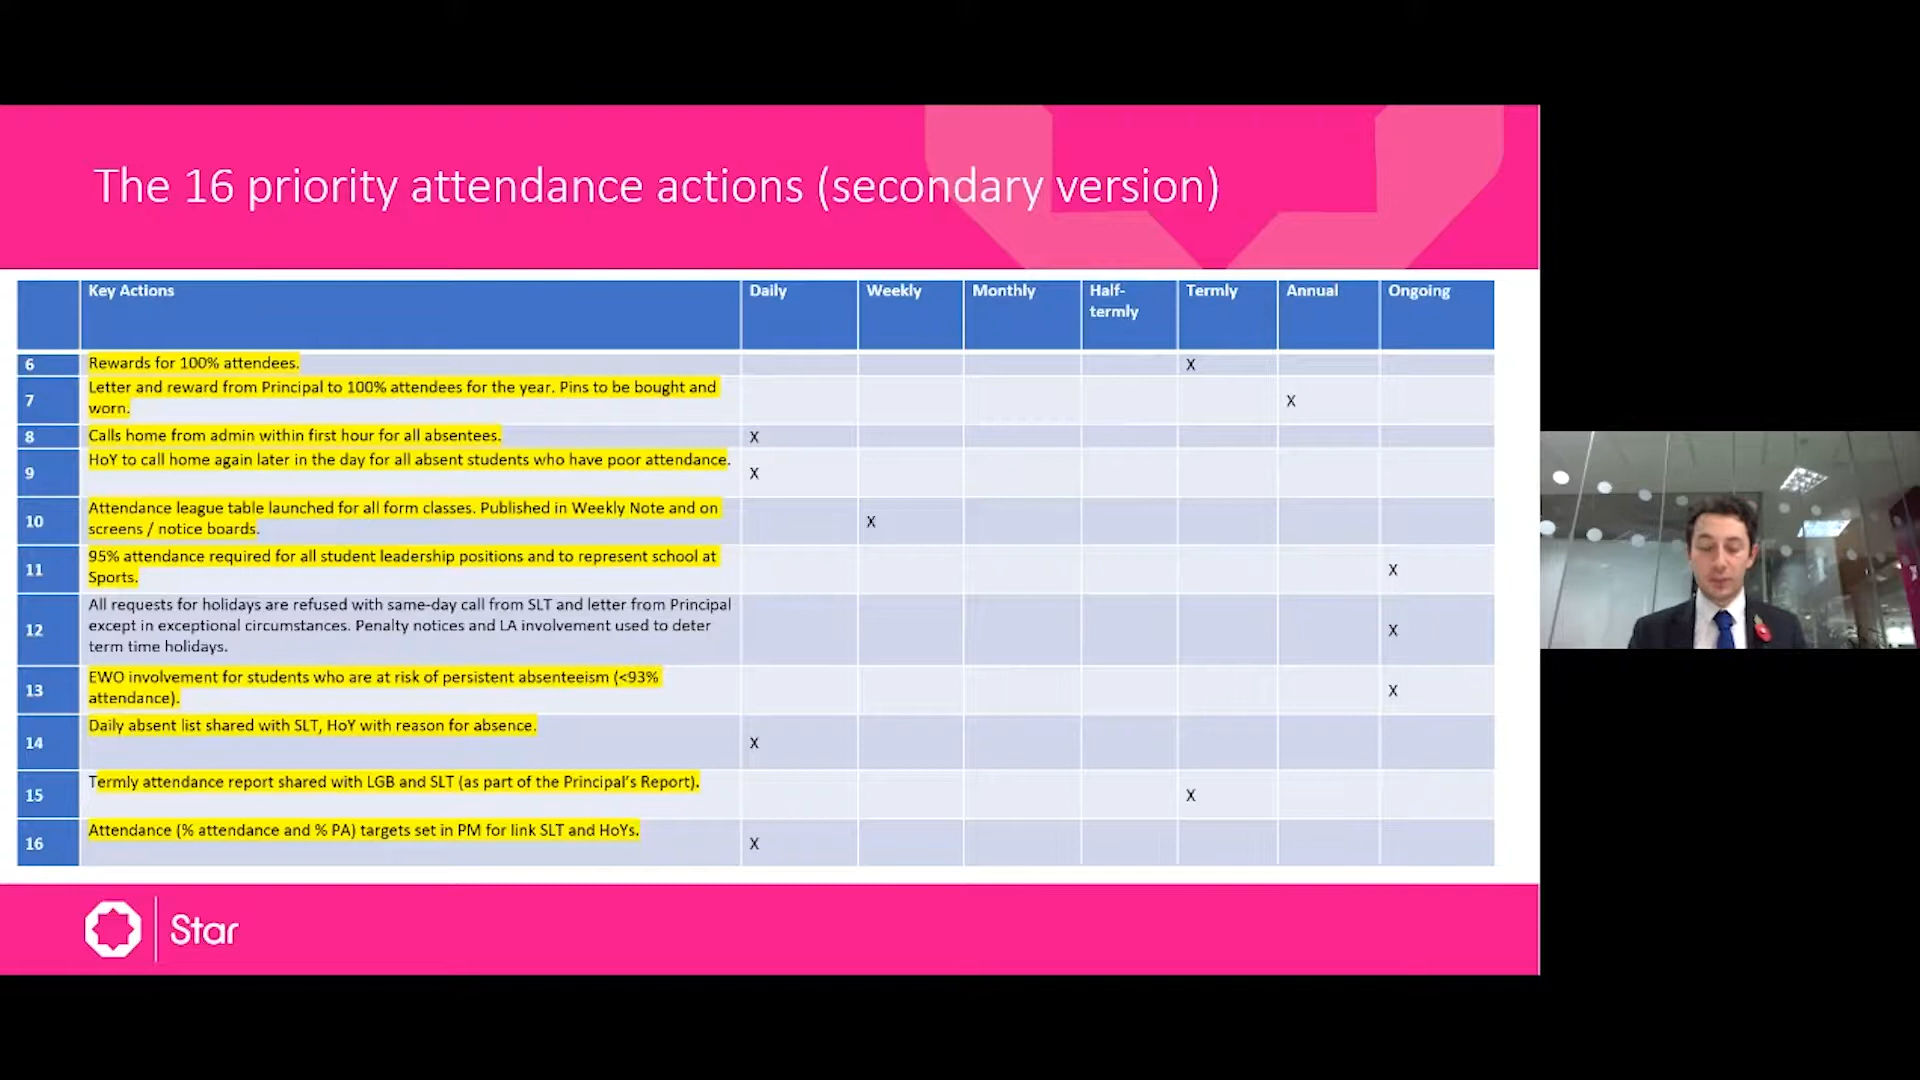 The 16 priority attendance actions (secondary version)
Key Actions Daily Weekly Monthly Half- Termly Annual Ongoing
termly
6 Rewards for 100% attendees. X
7 Letter and reward from Principal to 100% attendees for the year. Pins to be bought and X
worn.
8 Calls home from admin within first hour for all absentees. X
9 HoY to call home again later in the day for all absent students who have poor attendance. X
10 Attendance league table launched for all form classes. Published in Weekly Note and on X
screens / notice boards.
11 95% attendance required for all student leadership positions and to represent school at X
Sports.
12 All requests for holidays are refused with same-day call from SLT and letter from Principal
except in exceptional circumstances. Penalty notices and LA involvement used to deter X
term time holidays.
13 EWO involvement for students who are at risk of persistent absenteeism (<93% X
attendance).
14 Daily absent list shared with SLT, HoY with reason for absence. X
15 Termly attendance report shared with LGB and SLT (as part of the Principal's Report). X
16 Attendance (% attendance and % PA) targets set in PM for link SLT and HoYs. X
Star